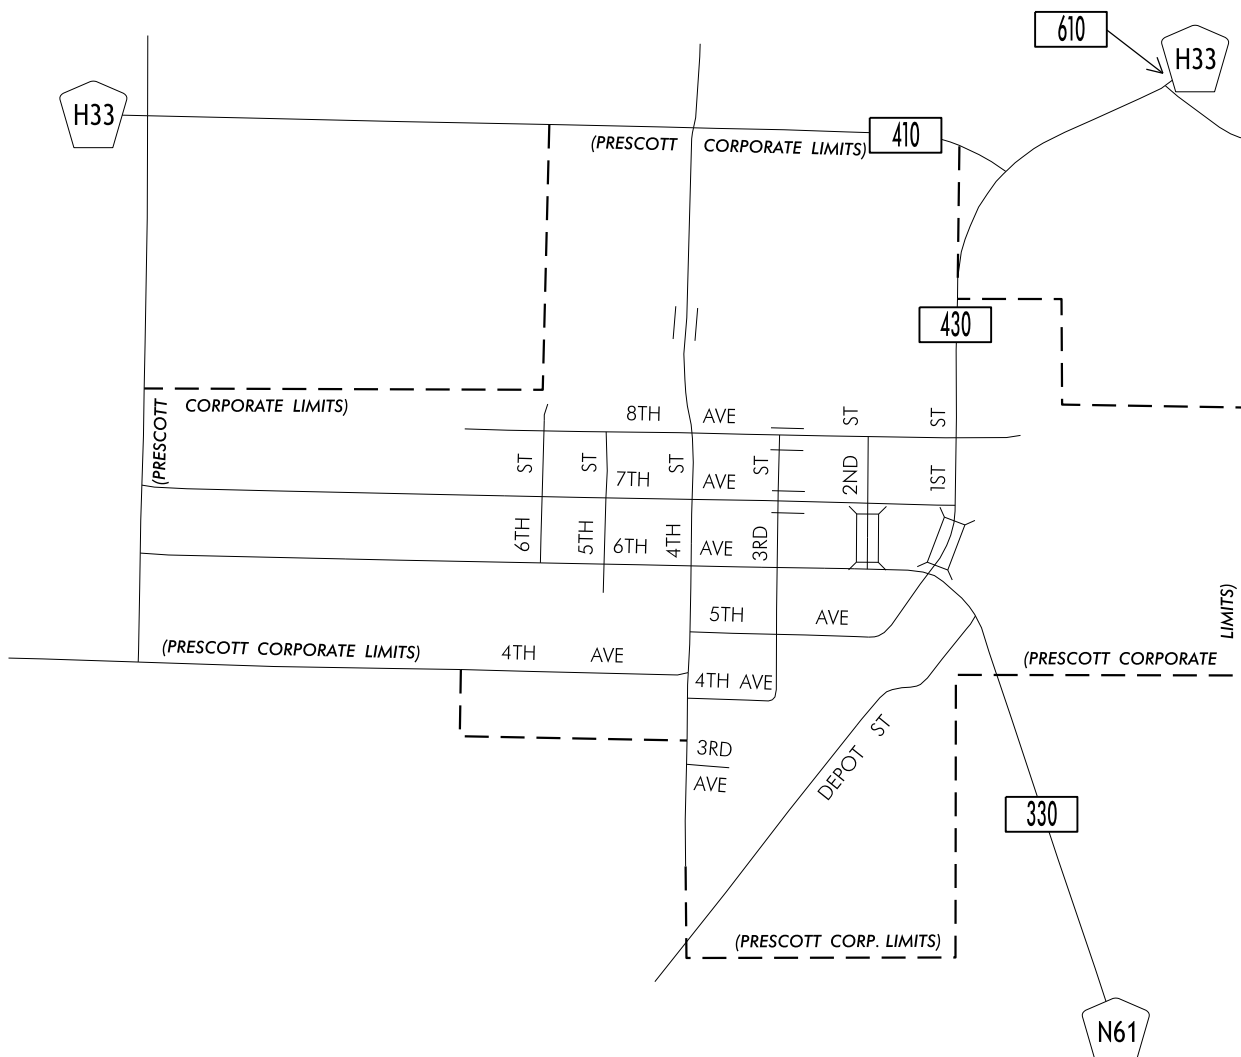 610
H33
H33
410
(PRESCOTT CORPORATE LIMITS)
430
(PRESCOTT
CORPORATE LIMITS)
8TH AVE
ST
ST
ST
ST
ST
ST
7TH AVE
2ND
1ST
6TH
5TH
6TH AVE
4TH
3RD
5TH AVE
LIMITS)
(PRESCOTT CORPORATE LIMITS)
4TH AVE
(PRESCOTT CORPORATE
4TH AVE
3RD
AVE
DEPOT ST
330
(PRESCOTT CORP. LIMITS)
N61